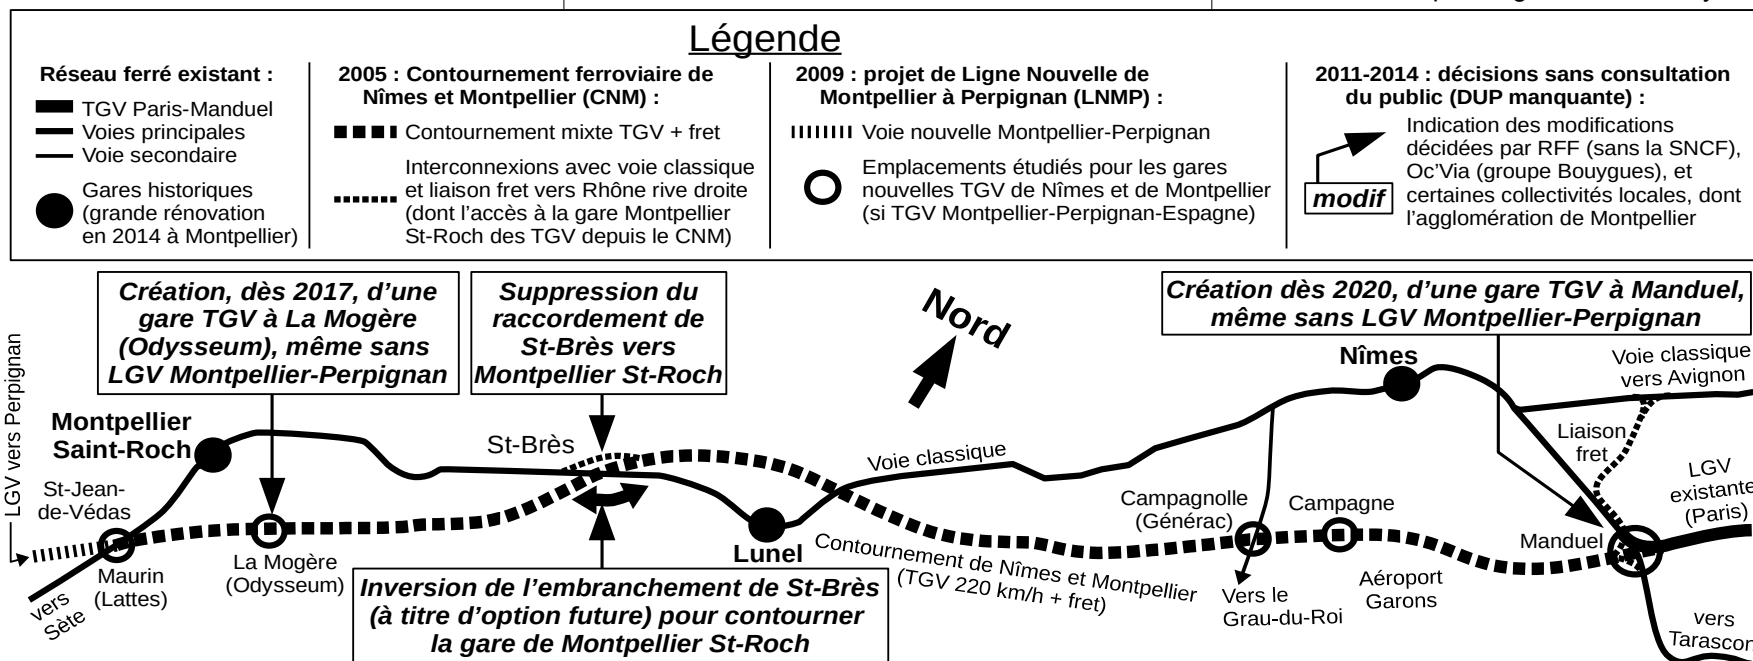 Légende
Réseau ferré existant :
TGV Paris-Manduel
Voies principales
Voie secondaire
Gares historiques
(grande rénovation
en 2014 à Montpellier)
2005 : Contournement ferroviaire de
Nîmes et Montpellier (CNM) :
Contournement mixte TGV + fret
Interconnexions avec voie classique
et liaison fret vers Rhône rive droite
(dont l’accès à la gare Montpellier
St-Roch des TGV depuis le CNM)
2009 : projet de Ligne Nouvelle de
Montpellier à Perpignan (LNMP) :
Voie nouvelle Montpellier-Perpignan
Emplacements étudiés pour les gares
nouvelles TGV de Nîmes et de Montpellier
(si TGV Montpellier-Perpignan-Espagne)
2011-2014 : décisions sans consultation
du public (DUP manquante) :
modif
Indication des modifications
décidées par RFF (sans la SNCF),
Oc’Via (groupe Bouygues), et
certaines collectivités locales, dont
l’agglomération de Montpellier
Création, dès 2017, d’une
gare TGV à La Mogère
(Odysseum), même sans
LGV Montpellier-Perpignan
Suppression du
raccordement de
St-Brès vers
Montpellier St-Roch
Nord
Création dès 2020, d’une gare TGV à Manduel,
même sans LGV Montpellier-Perpignan
LGV vers Perpignan
Montpellier
Saint-Roch
St-Jean-
de-Védas
Maurin
(Lattes)
vers
Sète
La Mogère
(Odysseum)
St-Brès
Inversion de l’embranchement de St-Brès
(à titre d’option future) pour contourner
la gare de Montpellier St-Roch
Lunel
Voie classique
Contournement de Nîmes et Montpellier
(TGV 220 km/h + fret)
Campagnolle
(Générac)
Vers le
Grau-du-Roi
Campagne
Aéroport
Garons
Nîmes
Voie classique
vers Avignon
Liaison
fret
LGV
existante
(Paris)
Manduel
vers
Tarascon